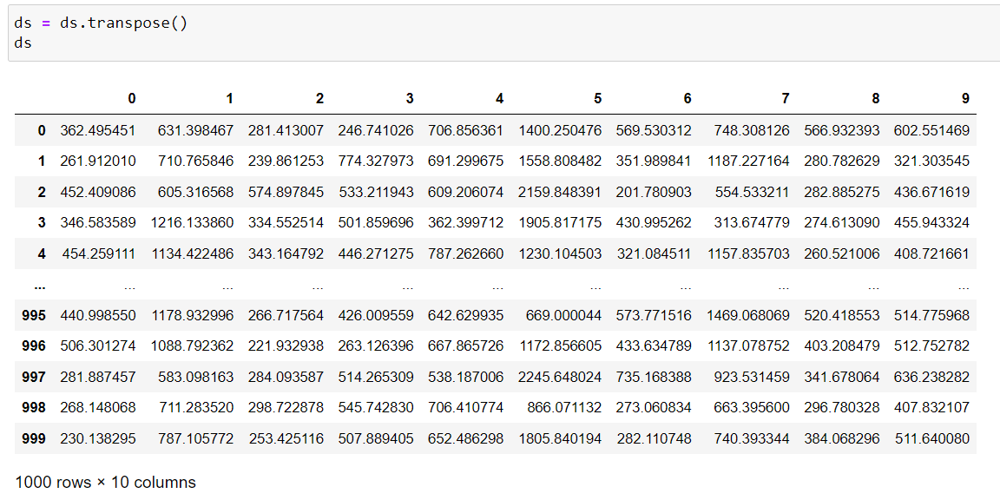 ds = ds.transpose()
ds
0 1 2 3 4 5 6 7 8 9
0 362.495451 631.398467 281.413007 246.741026 706.856361 1400.250476 569.530312 748.308126 566.932393 602.551469
1 261.912010 710.765846 239.861253 774.327973 691.299675 1558.808482 351.989841 1187.227164 280.782629 321.303545
2 452.409086 605.316568 574.897845 533.211943 609.206074 2159.848391 201.780903 554.533211 282.885275 436.671619
3 346.583589 1216.133860 334.552514 501.859696 362.399712 1905.817175 430.995262 313.674779 274.613090 455.943324
4 454.259111 1134.422486 343.164792 446.271275 787.262660 1230.104503 321.084511 1157.835703 260.521006 408.721661
... ... ... ... ... ... ... ... ... ... ...
995 440.998550 1178.932996 266.717564 426.009559 642.629935 669.000044 573.771516 1469.068069 520.418553 514.775968
996 506.301274 1088.792362 221.932938 263.126396 667.865726 1172.856605 433.634789 1137.078752 403.208479 512.752782
997 281.887457 583.098163 284.093587 514.265309 538.187006 2245.648024 735.168388 923.531459 341.678064 636.238282
998 268.148068 711.283520 298.722878 545.742830 706.410774 866.071132 273.060834 663.395600 296.780328 407.832107
999 230.138295 787.105772 253.425116 507.889405 652.486298 1805.840194 282.110748 740.393344 384.068296 511.640080
1000 rows × 10 columns